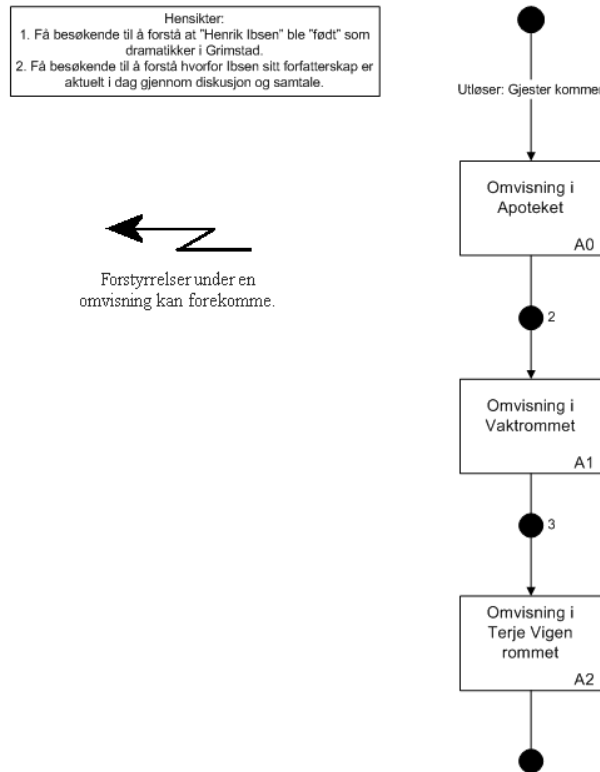 Hensikter:
1. Få besøkende til å forstå at "Henrik Ibsen" ble "født" som
dramatikker i Grimstad.
2. Få besøkende til å forstå hvorfor Ibsen sitt forfatterskap er
aktuelt i dag gjennom diskusjon og samtale.
Utløser: Gjester kommer
Omvisning i
Apoteket
A0
Forstyrrelser under en
omvisning kan forekomme.
2
Omvisning i
Vaktrommet
A1
3
Omvisning i
Terje Vigen
rommet
A2